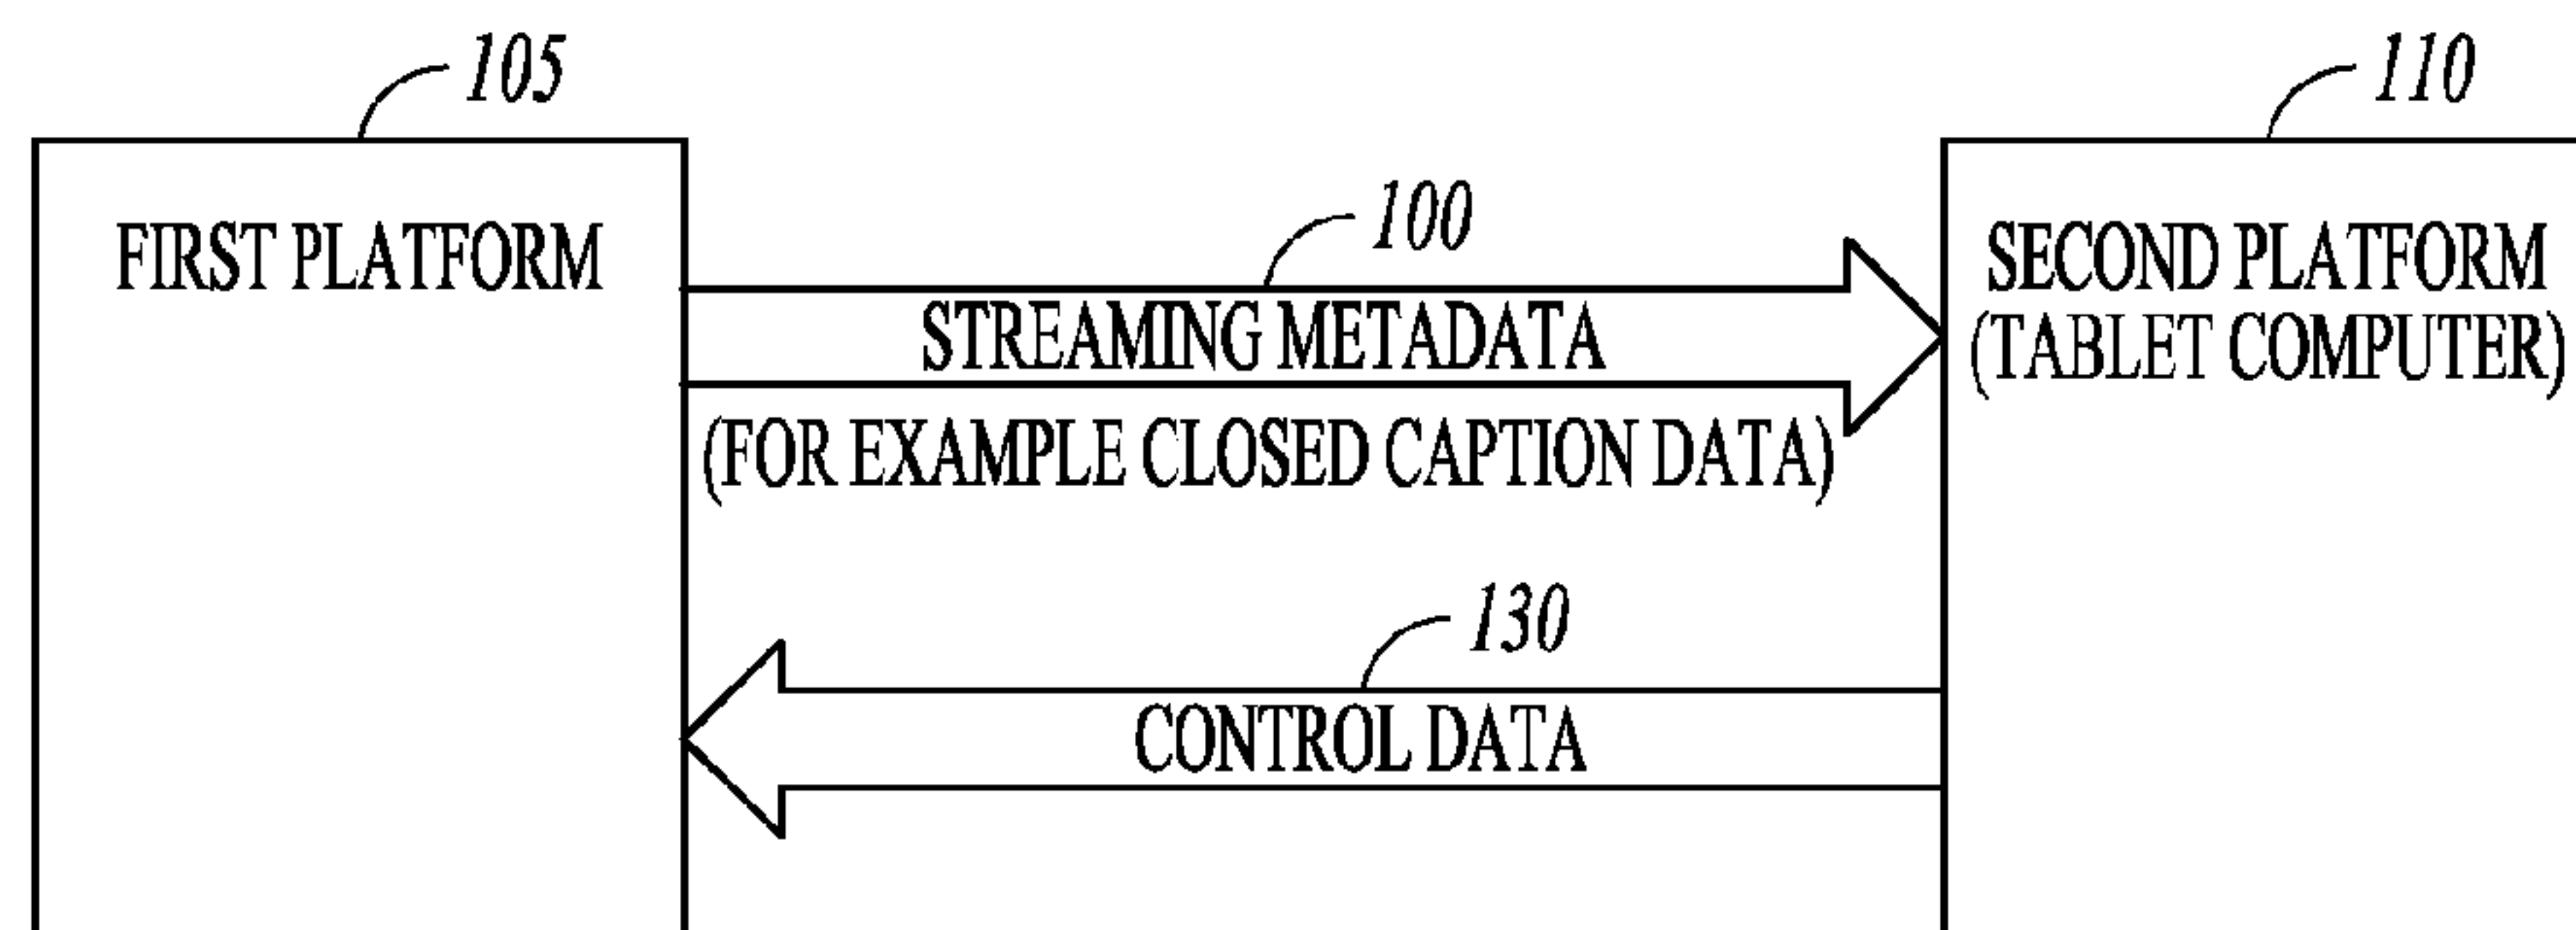 105
110
100
FIRST PLATFORM
SECOND PLATFORM
(TABLET COMPUTER)
STREAMING METADATA
(FOR EXAMPLE CLOSED CAPTION DATA)
130
CONTROL DATA